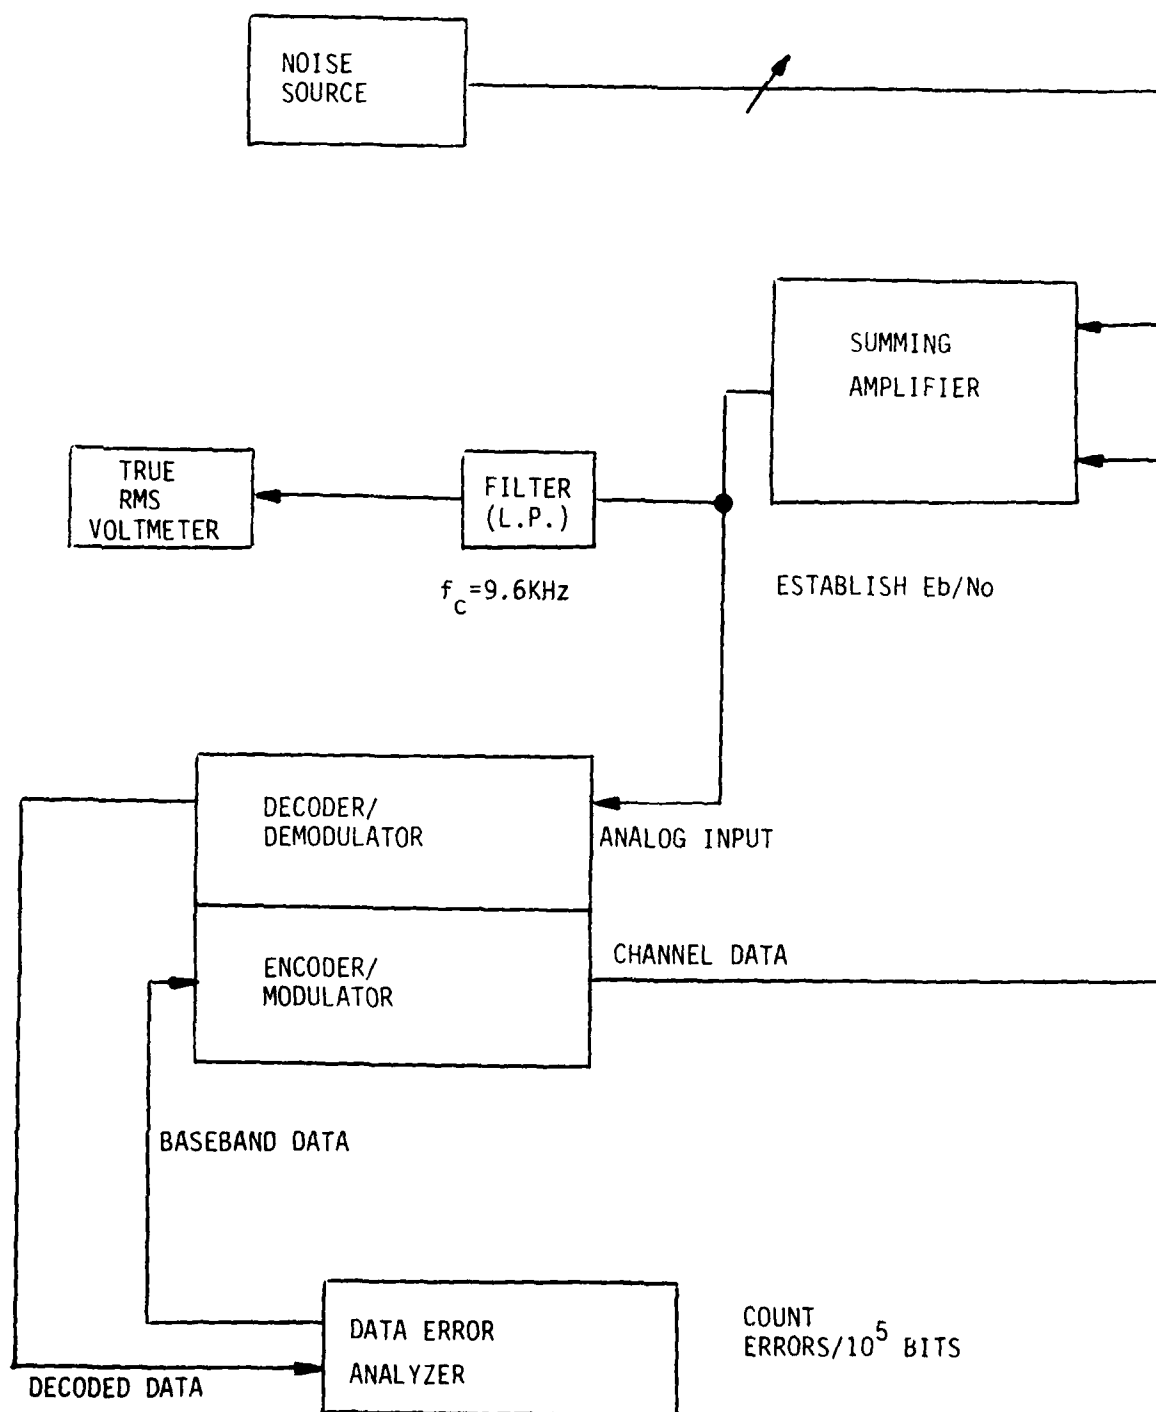 NOISE
SOURCE
SUMMING
AMPLIFIER
TRUE
RMS
VOLTMETER
FILTER
(L.P.)
fc=9.6KHz
ESTABLISH Eb/No
DECODER/
DEMODULATOR
ANALOG INPUT
ENCODER/
MODULATOR
CHANNEL DATA
BASEBAND DATA
DATA ERROR
ANALYZER
COUNT
ERRORS/10^5 BITS
DECODED DATA